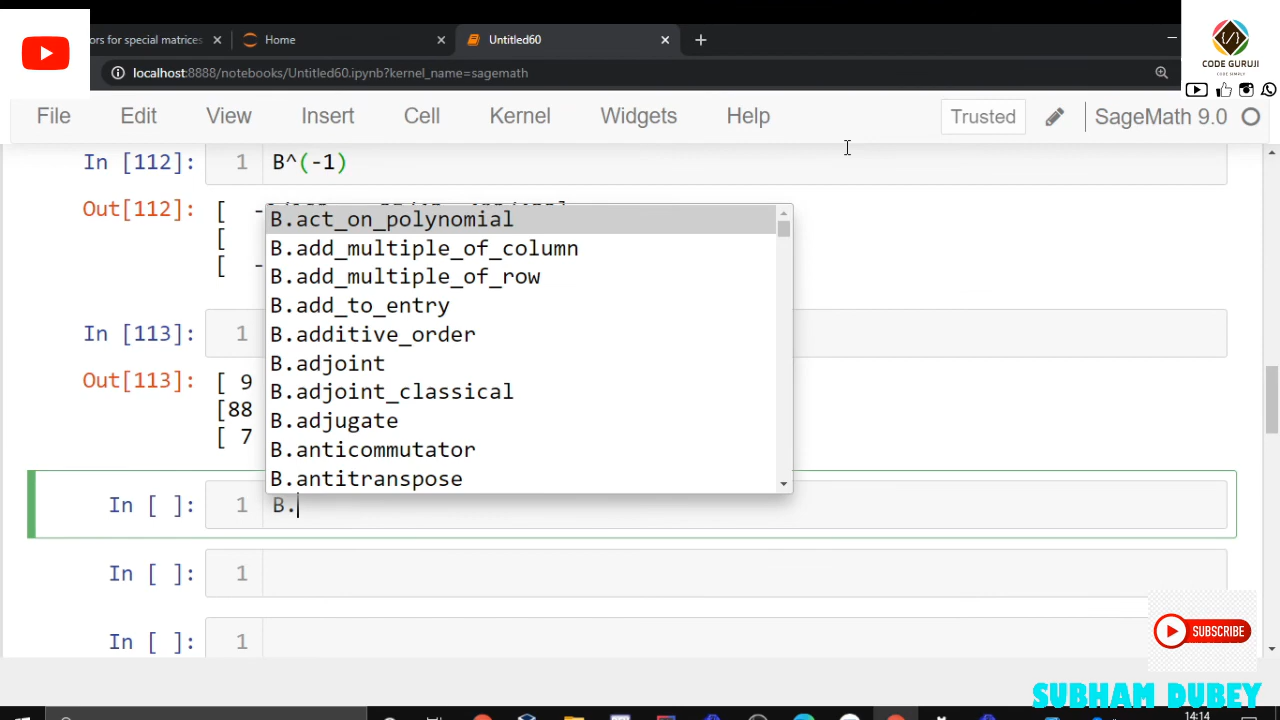 ors for special matrices
Home
Untitled60
localhost:8888/notebooks/Untitled60.ipynb?kernel_name=sagemath
CODE GURUJI
File Edit View Insert Cell Kernel Widgets Help Trusted SageMath 9.0
In [112]: 1 B^(-1)
Out[112]: [ -
[
[ -
B.act_on_polynomial
B.add_multiple_of_column
B.add_multiple_of_row
B.add_to_entry
B.additive_order
B.adjoint
B.adjoint_classical
B.adjugate
B.anticommutator
B.antitranspose
In [113]: 1
Out[113]: [ 9
[88
[ 7
In [ ]: 1 B.
In [ ]: 1
In [ ]: 1
SUBSCRIBE
SUBHAM DUBEY
14:14